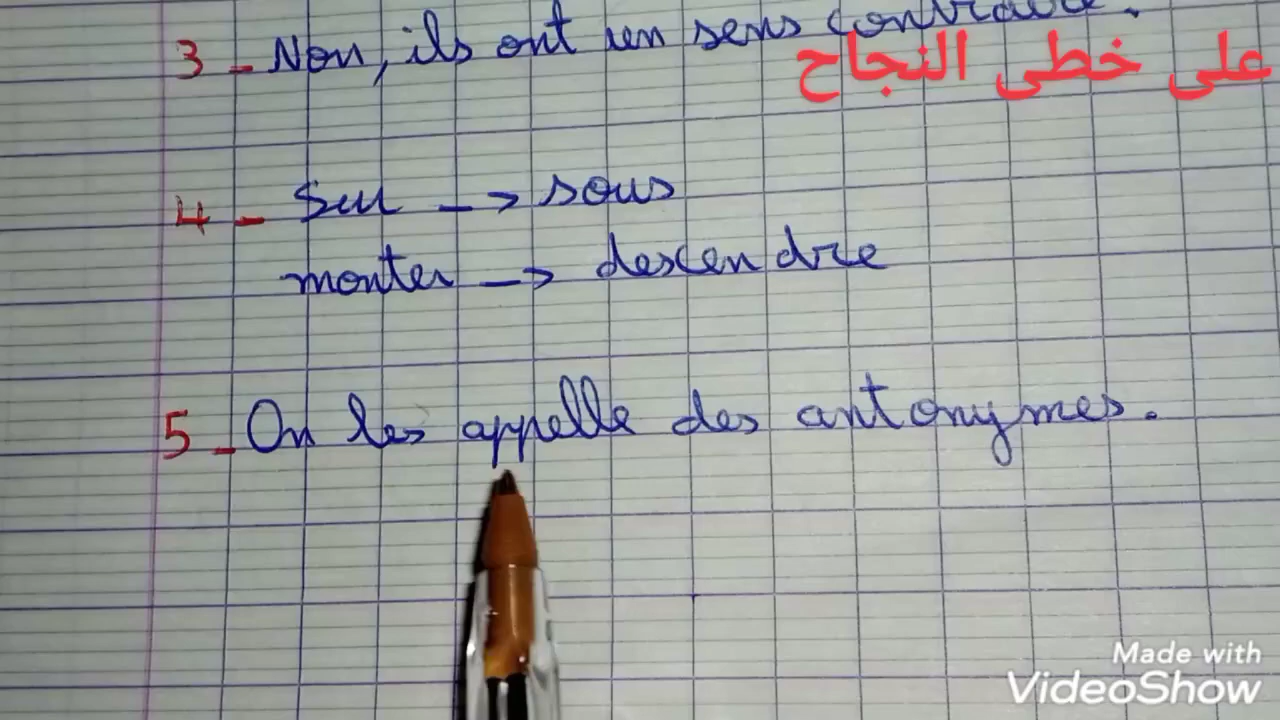 3 - Non, ils ont un sens contraire.
على خطى النجاح
4 - Sur -> sous
monter -> descendre
5 - On les appelle des antonymes.
Made with
VideoShow